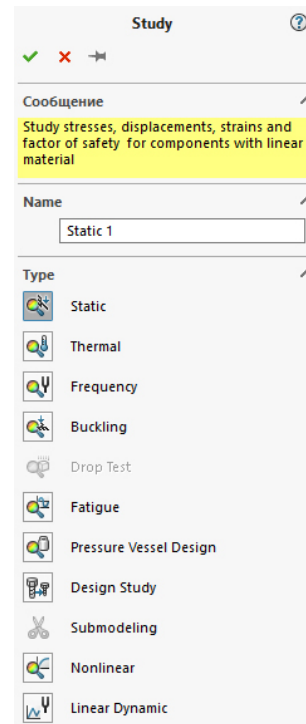 Study
Сообщение
Study stresses, displacements, strains and
factor of safety for components with linear
material
Name
Static 1
Type
Static
Thermal
Frequency
Buckling
Drop Test
Fatigue
Pressure Vessel Design
Design Study
Submodeling
Nonlinear
Linear Dynamic